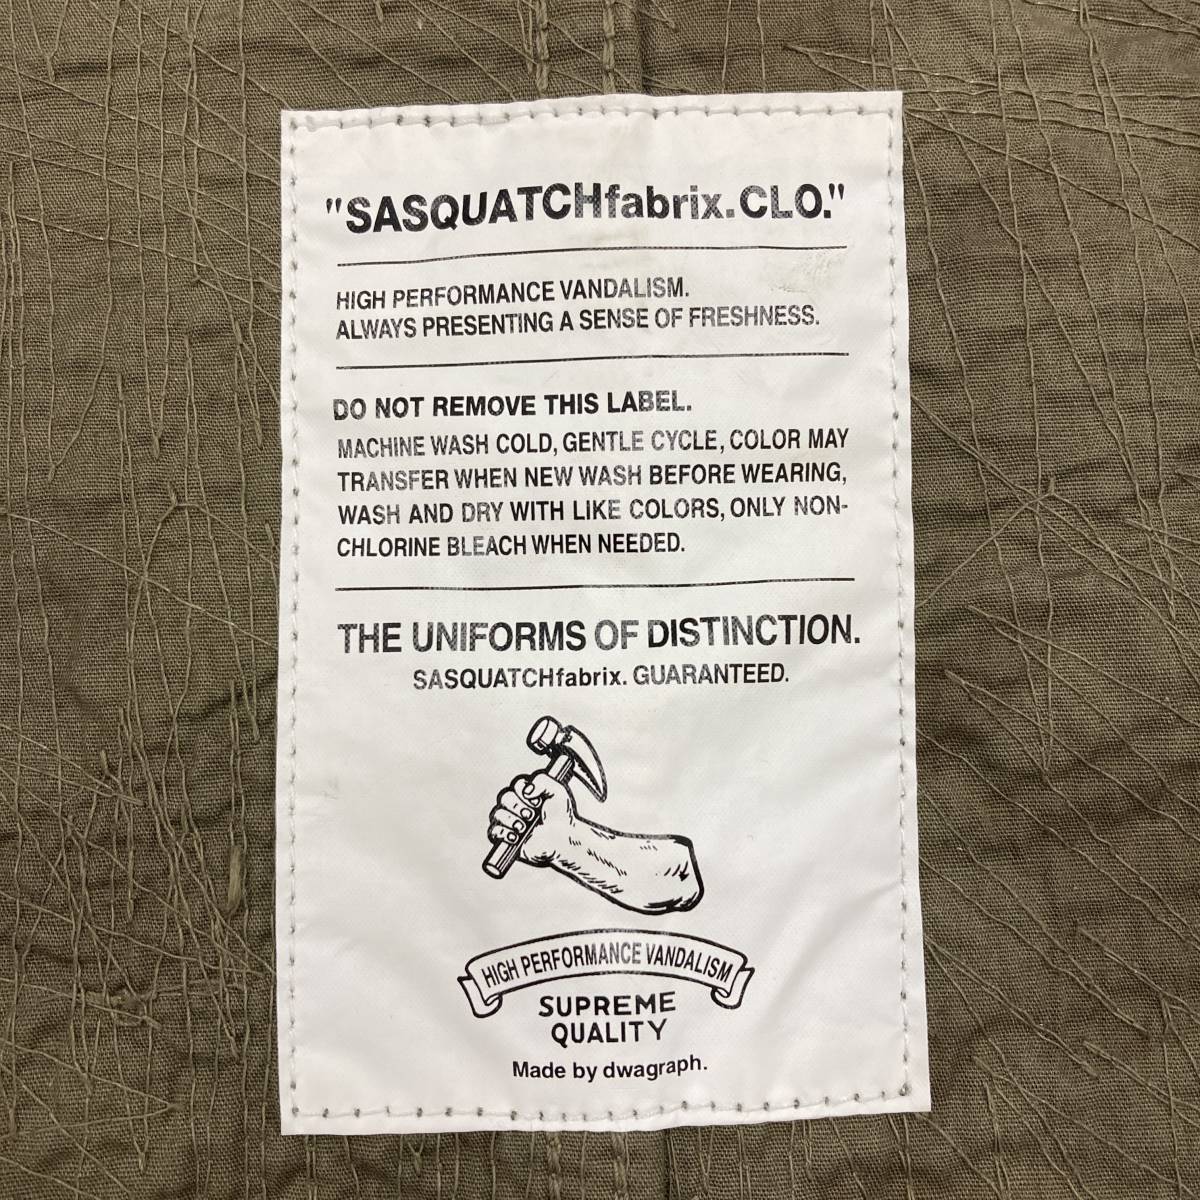 "SASQUATCHfabrix.CLO."
HIGH PERFORMANCE VANDALISM.
ALWAYS PRESENTING A SENSE OF FRESHNESS.
DO NOT REMOVE THIS LABEL.
MACHINE WASH COLD, GENTLE CYCLE, COLOR MAY
TRANSFER WHEN NEW WASH BEFORE WEARING,
WASH AND DRY WITH LIKE COLORS, ONLY NON-
CHLORINE BLEACH WHEN NEEDED.
THE UNIFORMS OF DISTINCTION.
SASQUATCHfabrix. GUARANTEED.
HIGH PERFORMANCE VANDALISM
SUPREME
QUALITY
Made by dwagraph.